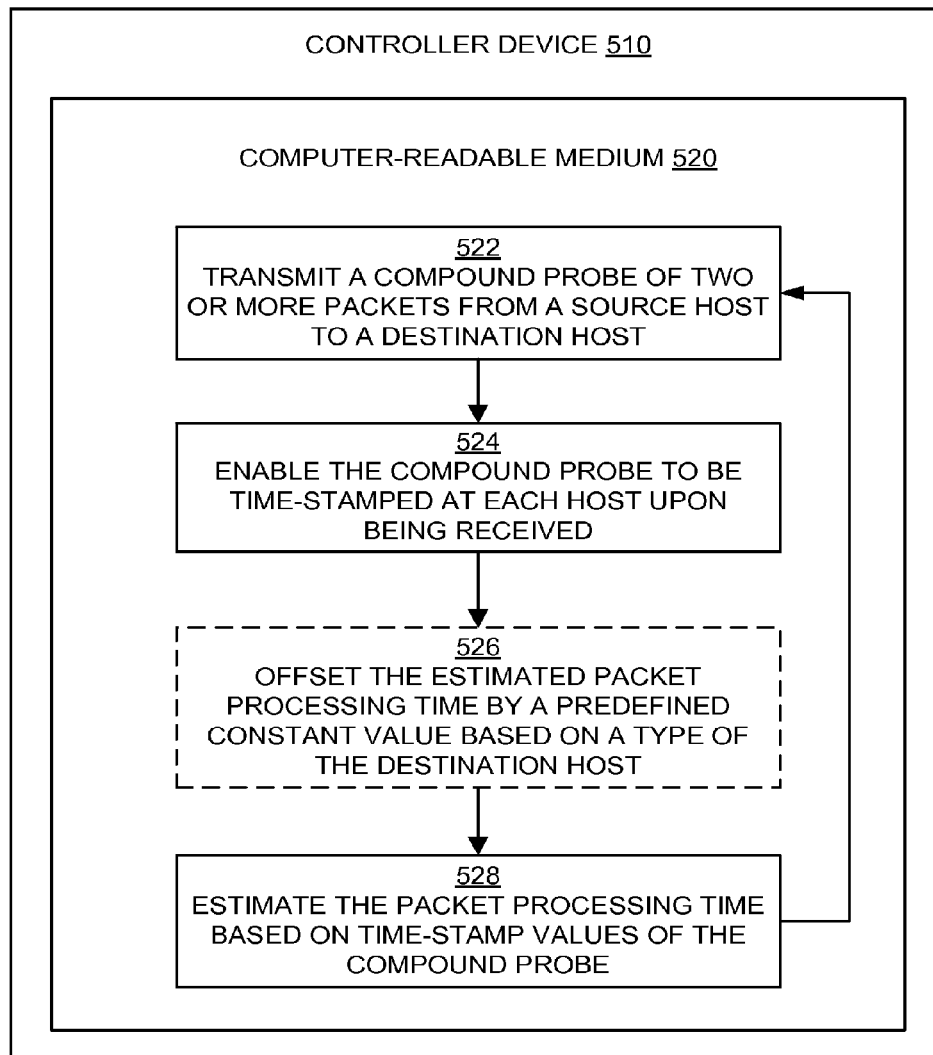 CONTROLLER DEVICE 510
COMPUTER-READABLE MEDIUM 520
522
TRANSMIT A COMPOUND PROBE OF TWO
OR MORE PACKETS FROM A SOURCE HOST
TO A DESTINATION HOST
524
ENABLE THE COMPOUND PROBE TO BE
TIME-STAMPED AT EACH HOST UPON
BEING RECEIVED
526
OFFSET THE ESTIMATED PACKET
PROCESSING TIME BY A PREDEFINED
CONSTANT VALUE BASED ON A TYPE OF
THE DESTINATION HOST
528
ESTIMATE THE PACKET PROCESSING TIME
BASED ON TIME-STAMP VALUES OF THE
COMPOUND PROBE